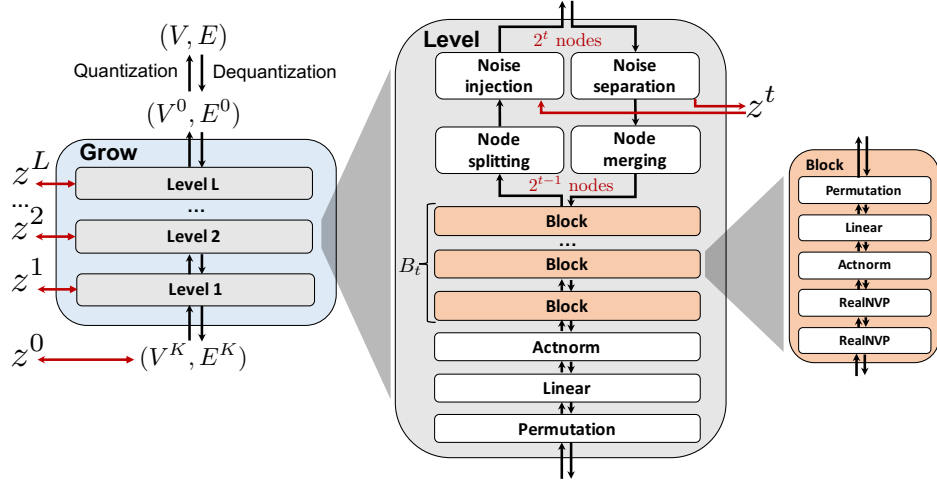 (V, E)
Quantization
Dequantization
(V^0, E^0)
Grow
z^L
Level L
...
...
z^2
Level 2
z^1
Level 1
z^0
(V^K, E^K)
Level
2^t nodes
Noise injection
Noise separation
z^t
Node splitting
Node merging
2^{t-1} nodes
Block
...
B_t
Block
Block
Actnorm
Linear
Permutation
Block
Permutation
Linear
Actnorm
RealNVP
RealNVP